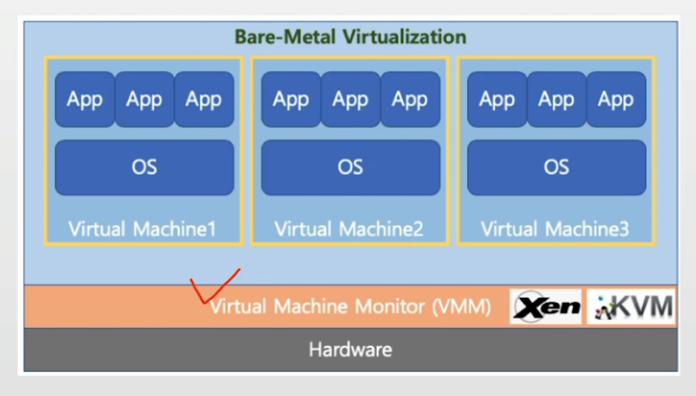 Bare-Metal Virtualization
App App App App App App App App App
OS OS OS
Virtual Machine1 Virtual Machine2 Virtual Machine3
Virtual Machine Monitor (VMM) Xen KVM
Hardware